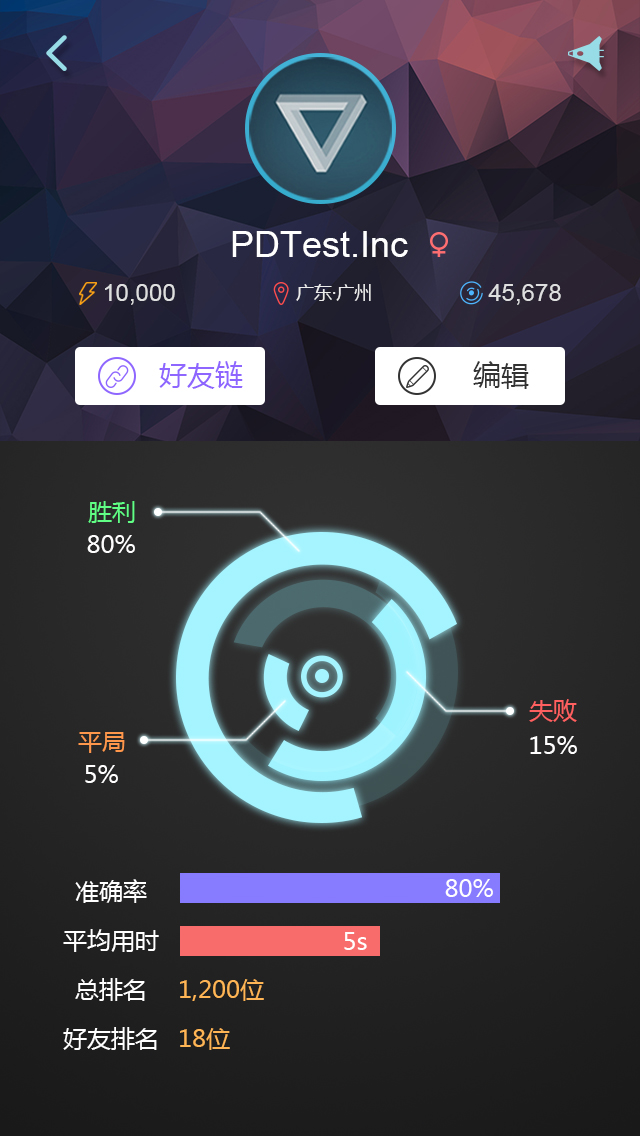 PDTest.Inc
10,000
广东·广州
45,678
好友链
编辑
胜利
80%
失败
15%
平局
5%
准确率 80%
平均用时 5s
总排名 1,200位
好友排名 18位